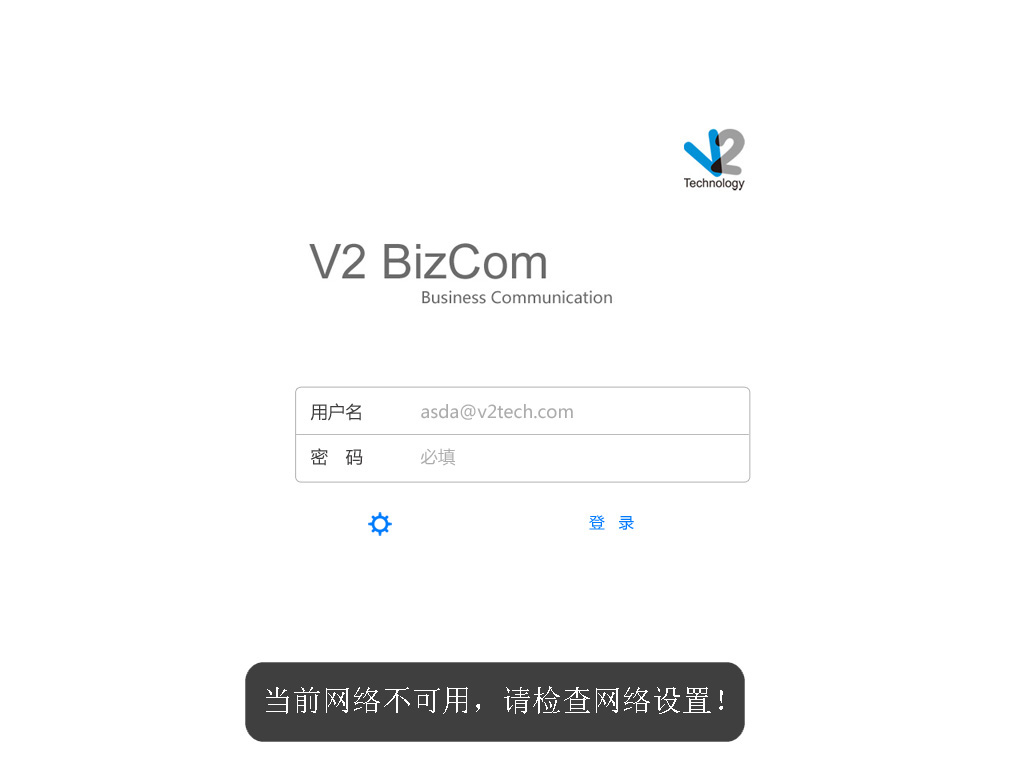 V2
Technology
V2 BizCom
Business Communication
用户名 asda@v2tech.com
密 码 必填
登 录
当前网络不可用，请检查网络设置！